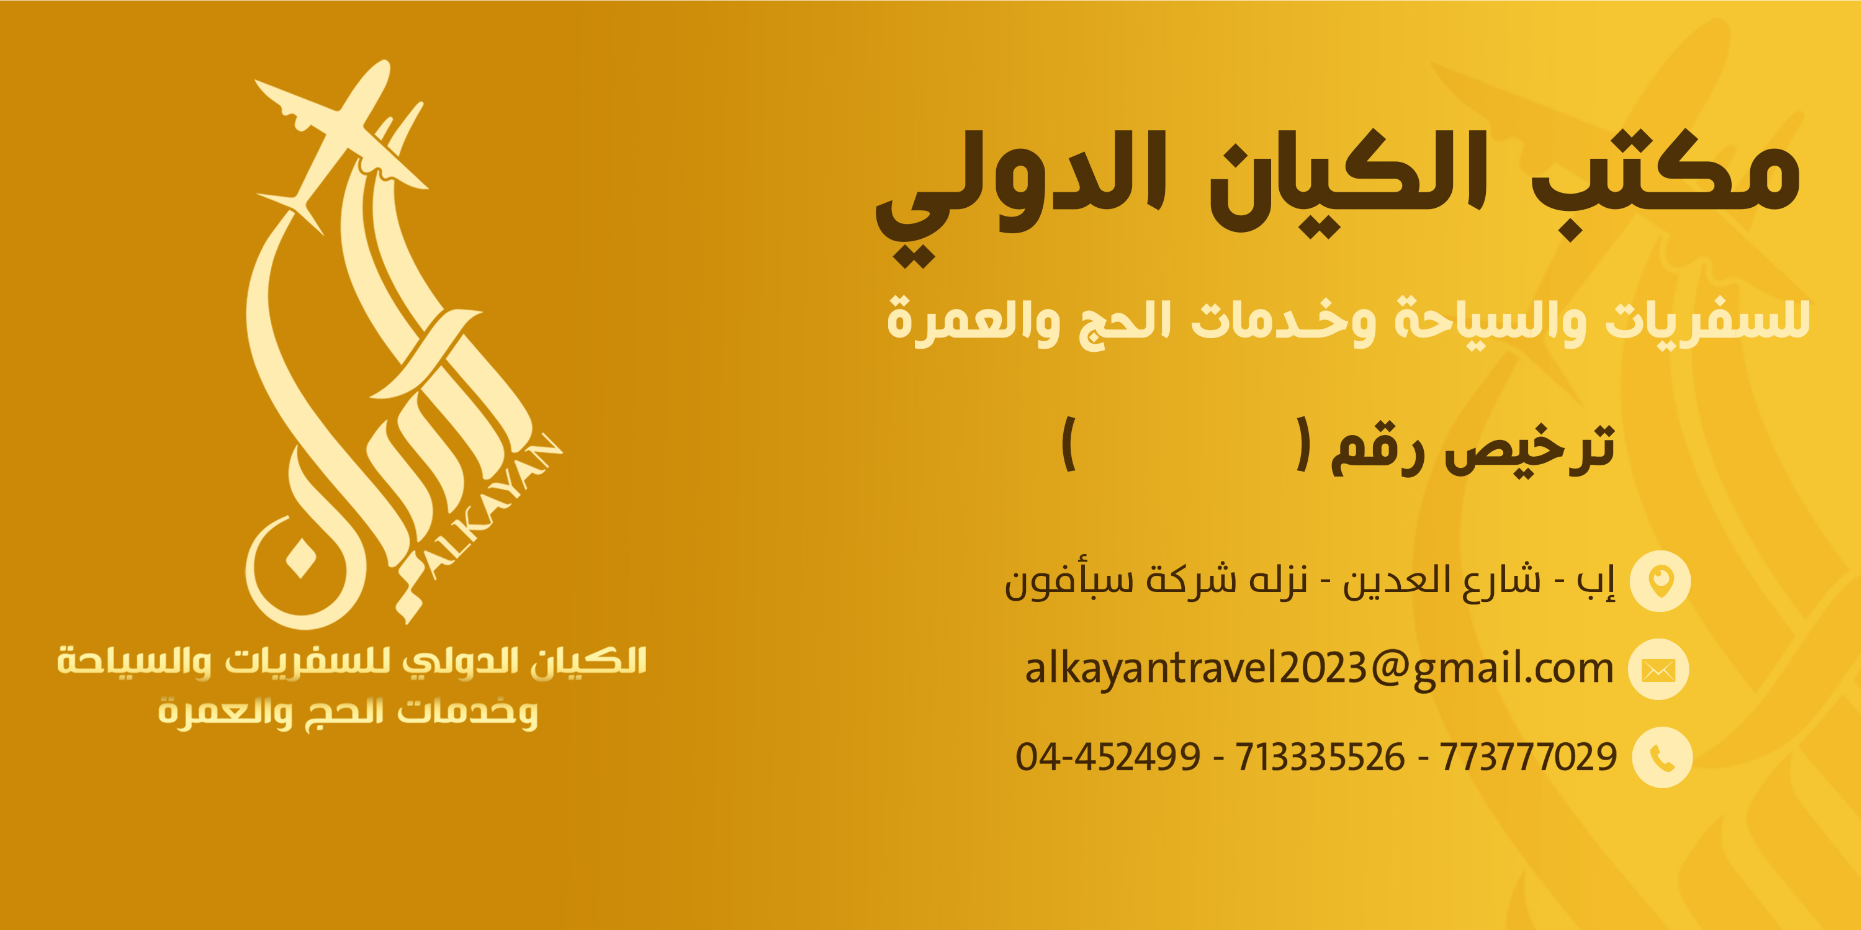 مكتب الكيان الدولي
للسفريات والسياحة وخدمات الحج والعمرة
ترخيص رقم (          )
إب - شارع العدين - نزله شركة سبأفون
alkayantravel2023@gmail.com
04-452499 - 713335526 - 773777029
الكيان
ALKAYAN
الكيان الدولي للسفريات والسياحة
وخدمات الحج والعمرة